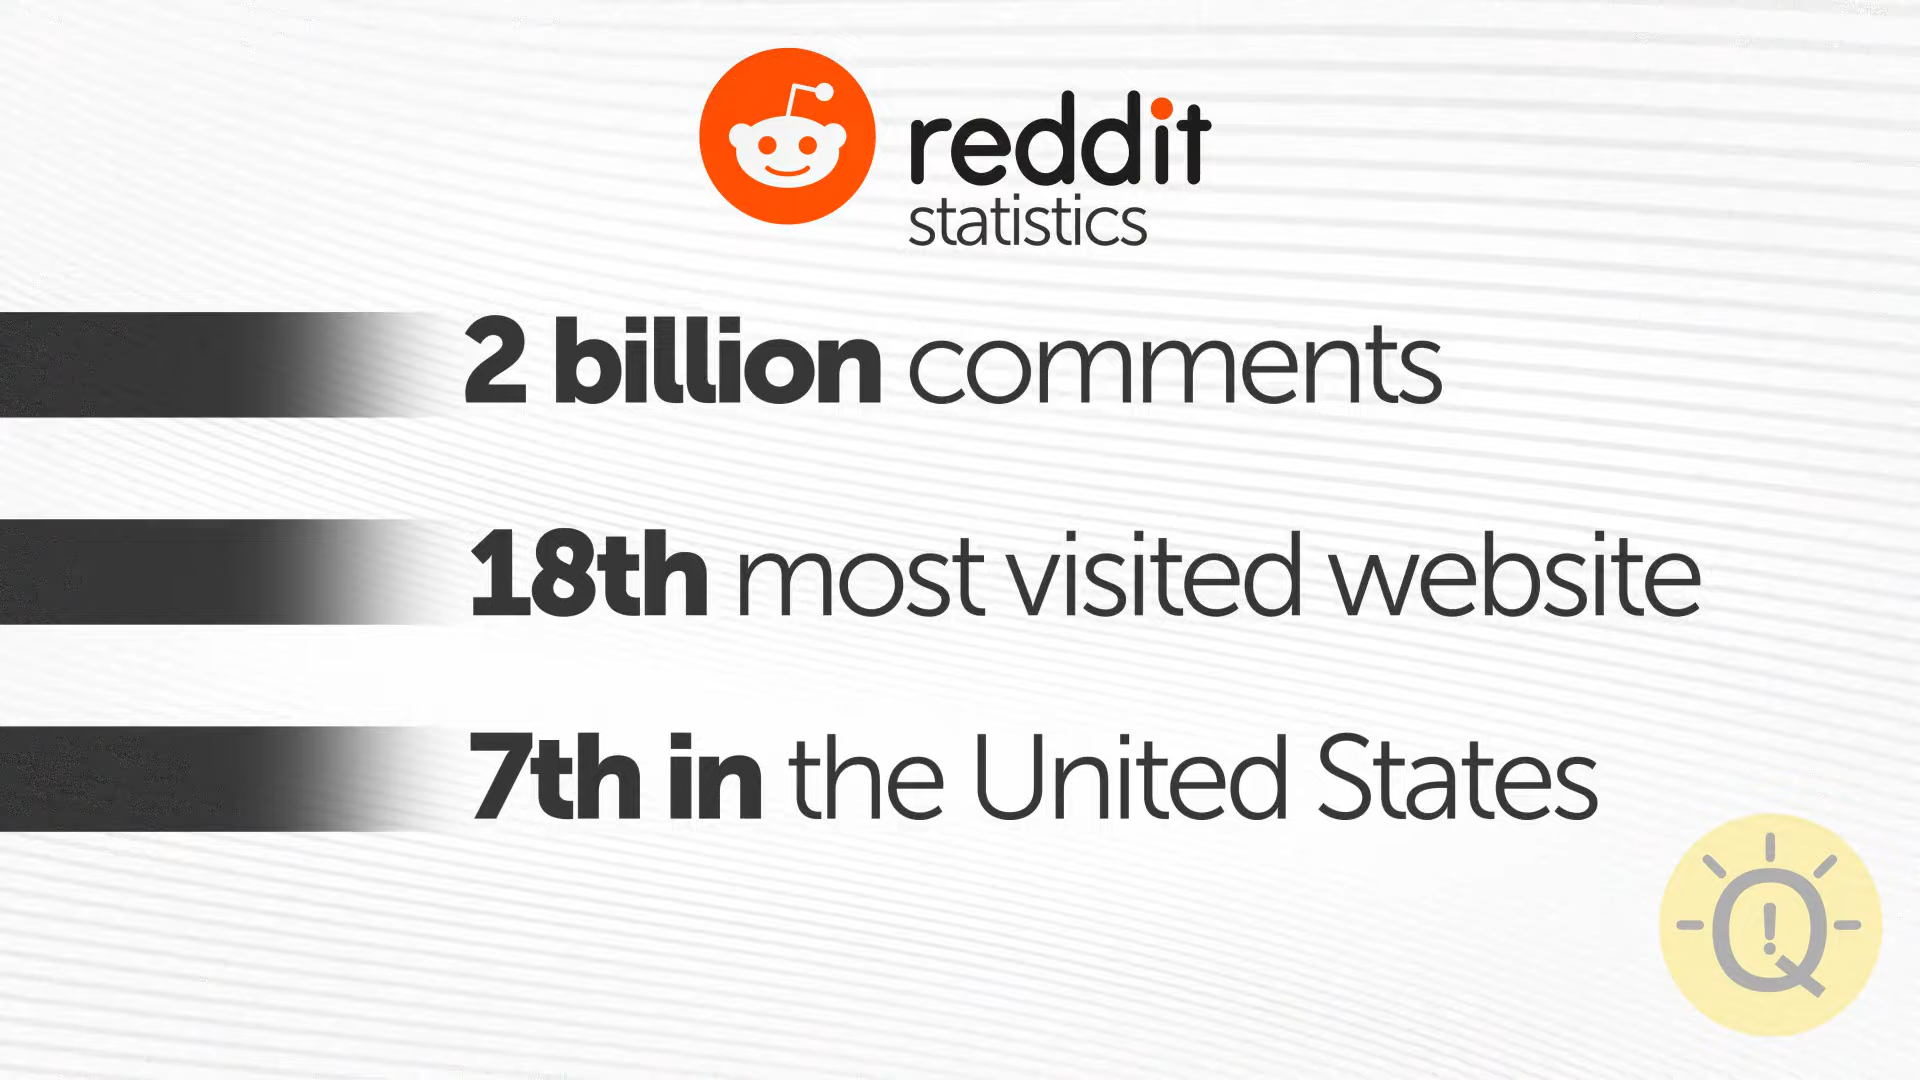 reddit
statistics
2 billion comments
18th most visited website
7th in the United States
Q!